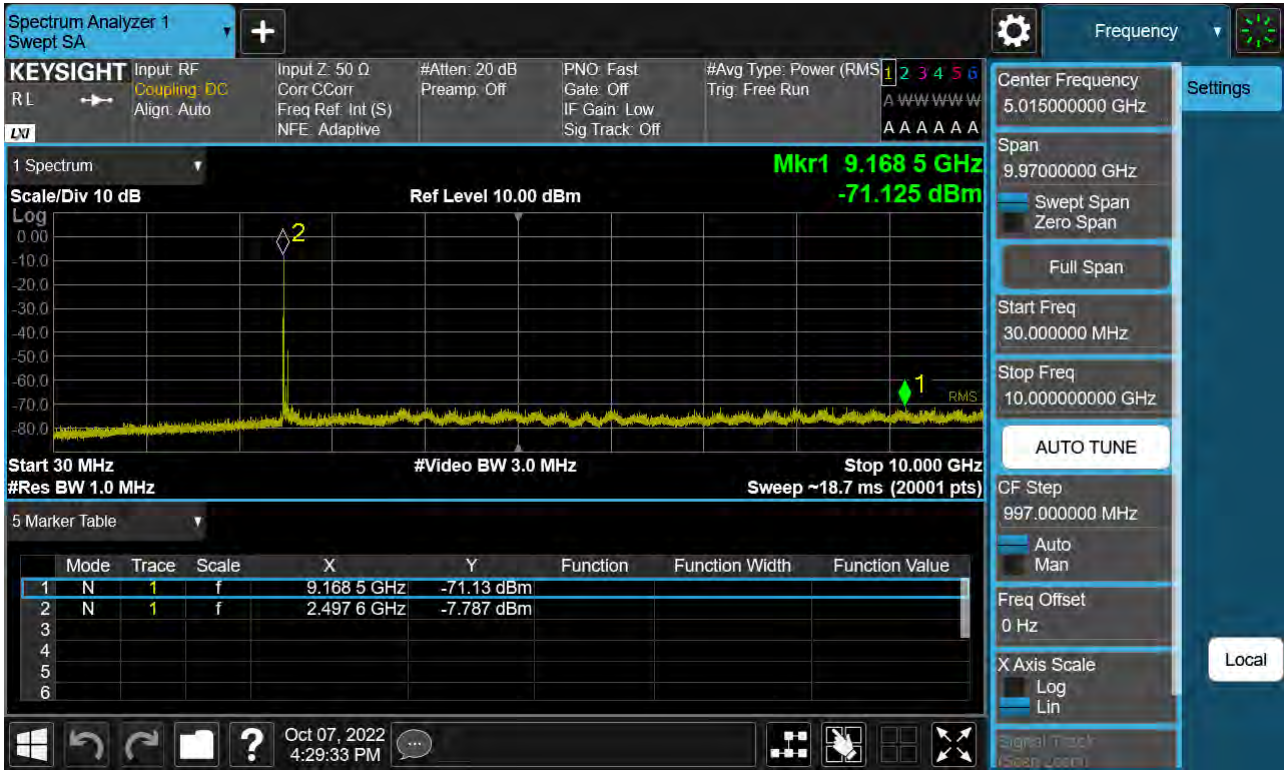 Spectrum Analyzer 1
Swept SA
Frequency
KEYSIGHT
RL
LXI
Input: RF
Coupling: DC
Align: Auto
Input Z: 50 Ω
Corr CCorr
Freq Ref: Int (S)
NFE: Adaptive
#Atten: 20 dB
Preamp: Off
PNO: Fast
Gate: Off
IF Gain: Low
Sig Track: Off
#Avg Type: Power (RMS
Trig: Free Run
1 2 3 4 5 6
A W W W W W
A A A A A A
1 Spectrum
Mkr1 9.168 5 GHz
-71.125 dBm
Scale/Div 10 dB
Ref Level 10.00 dBm
Log
0.00
-10.0
-20.0
-30.0
-40.0
-50.0
-60.0
-70.0
-80.0
2
1
RMS
Start 30 MHz
#Video BW 3.0 MHz
Stop 10.000 GHz
#Res BW 1.0 MHz
Sweep ~18.7 ms (20001 pts)
5 Marker Table
Mode Trace Scale X Y Function Function Width Function Value
1 N 1 f 9.168 5 GHz -71.13 dBm
2 N 1 f 2.497 6 GHz -7.787 dBm
3
4
5
6
Oct 07, 2022
4:29:33 PM
Center Frequency
5.015000000 GHz
Span
9.97000000 GHz
Swept Span
Zero Span
Full Span
Start Freq
30.000000 MHz
Stop Freq
10.000000000 GHz
AUTO TUNE
CF Step
997.000000 MHz
Auto
Man
Freq Offset
0 Hz
X Axis Scale
Log
Lin
Signal Track
(Span Zoom)
Settings
Local